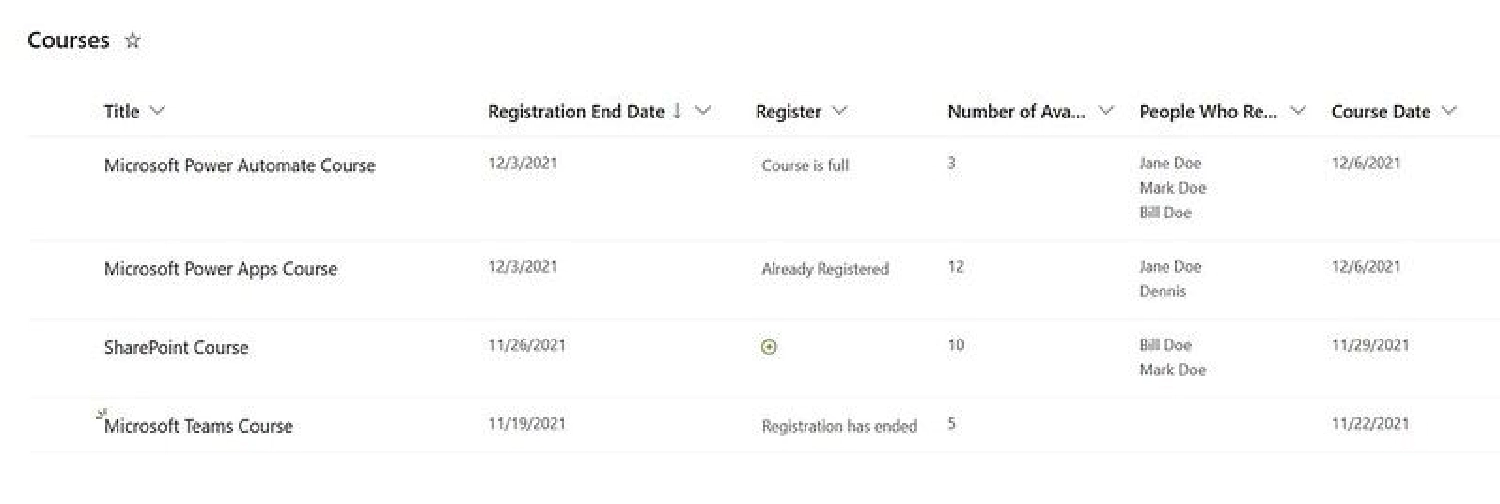 Courses
Title Registration End Date Register Number of Ava... People Who Re... Course Date
Microsoft Power Automate Course 12/3/2021 Course is full 3 Jane Doe 12/6/2021
Mark Doe
Bill Doe
Microsoft Power Apps Course 12/3/2021 Already Registered 12 Jane Doe 12/6/2021
Dennis
SharePoint Course 11/26/2021 10 Bill Doe 11/29/2021
Mark Doe
Microsoft Teams Course 11/19/2021 Registration has ended 5 11/22/2021